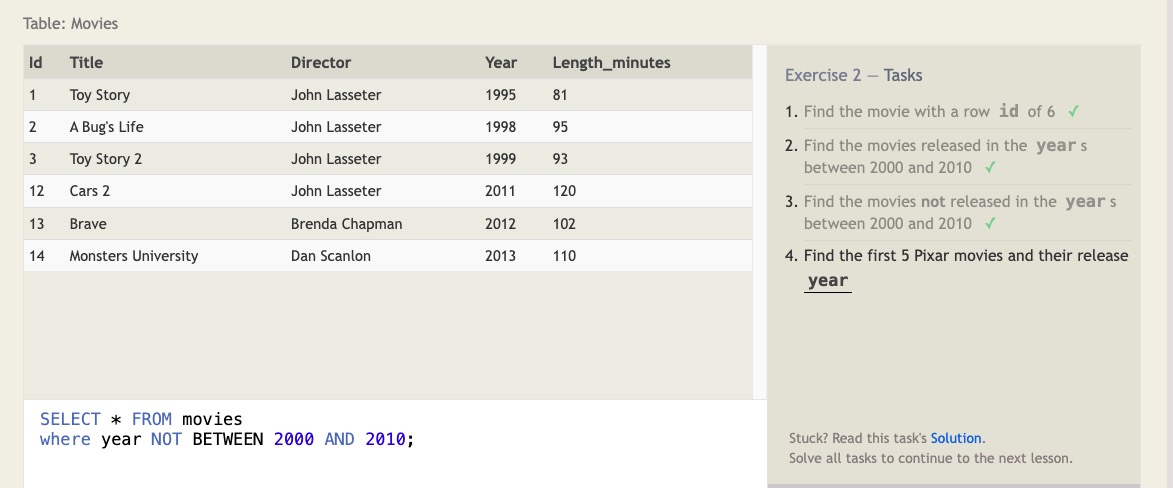 Table: Movies
Id Title Director Year Length_minutes
1 Toy Story John Lasseter 1995 81
2 A Bug's Life John Lasseter 1998 95
3 Toy Story 2 John Lasseter 1999 93
12 Cars 2 John Lasseter 2011 120
13 Brave Brenda Chapman 2012 102
14 Monsters University Dan Scanlon 2013 110
SELECT * FROM movies
where year NOT BETWEEN 2000 AND 2010;
Exercise 2 — Tasks
1. Find the movie with a row id of 6 ✓
2. Find the movies released in the year s
between 2000 and 2010 ✓
3. Find the movies not released in the year s
between 2000 and 2010 ✓
4. Find the first 5 Pixar movies and their release
year
Stuck? Read this task's Solution.
Solve all tasks to continue to the next lesson.